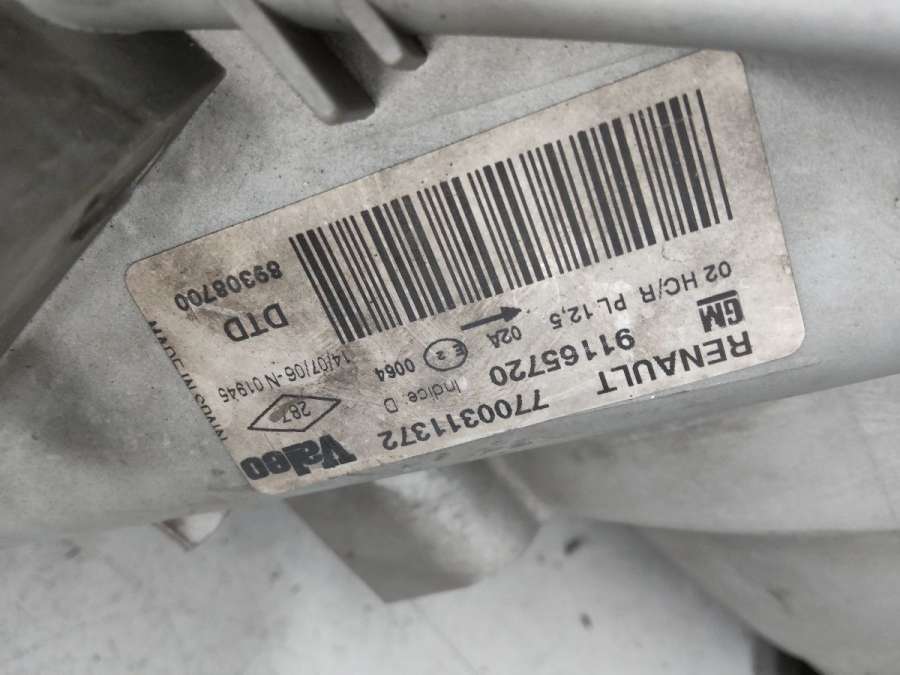 Valeo
RENAULT 7700311372
GM 91165720
287 Indice: D
E 2 0064
02A
02 HC/R PL 12,5
14/07/06-N 01945
DTD
89308700
MADE IN SPAIN